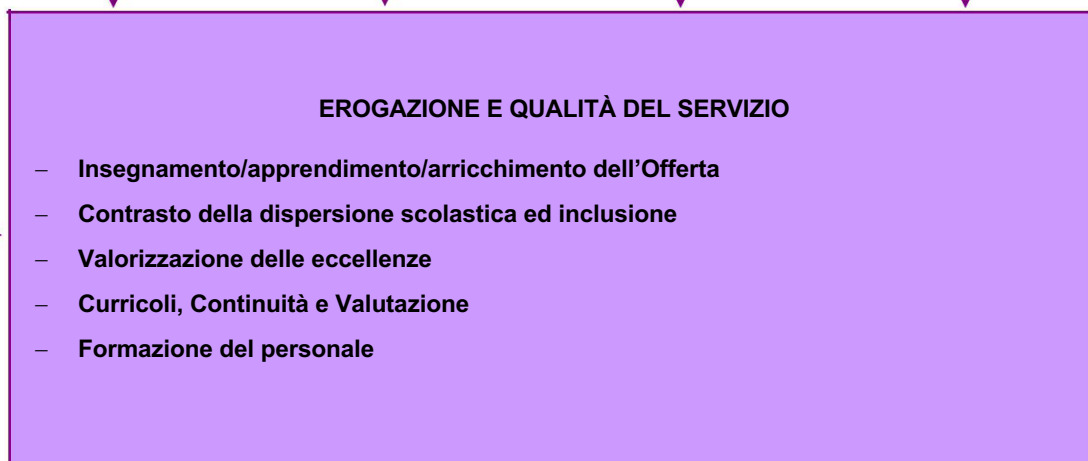 EROGAZIONE E QUALITÀ DEL SERVIZIO
– Insegnamento/apprendimento/arricchimento dell’Offerta
– Contrasto della dispersione scolastica ed inclusione
– Valorizzazione delle eccellenze
– Curricoli, Continuità e Valutazione
– Formazione del personale